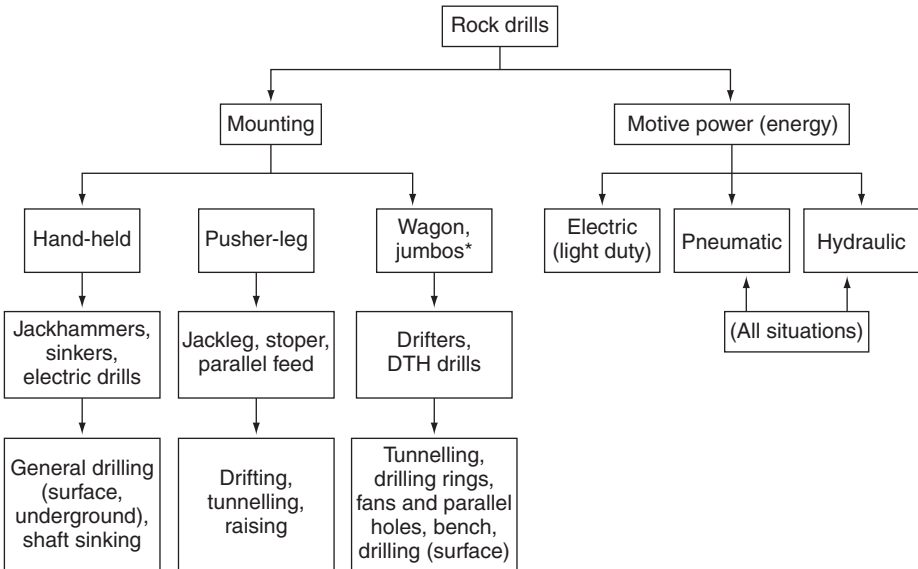 Rock drills
Mounting
Motive power (energy)
Hand-held
Pusher-leg
Wagon,
jumbos*
Electric
(light duty)
Pneumatic
Hydraulic
Jackhammers,
sinkers,
electric drills
Jackleg, stoper,
parallel feed
Drifters,
DTH drills
(All situations)
General drilling
(surface,
underground),
shaft sinking
Drifting,
tunnelling,
raising
Tunnelling,
drilling rings,
fans and parallel
holes, bench,
drilling (surface)